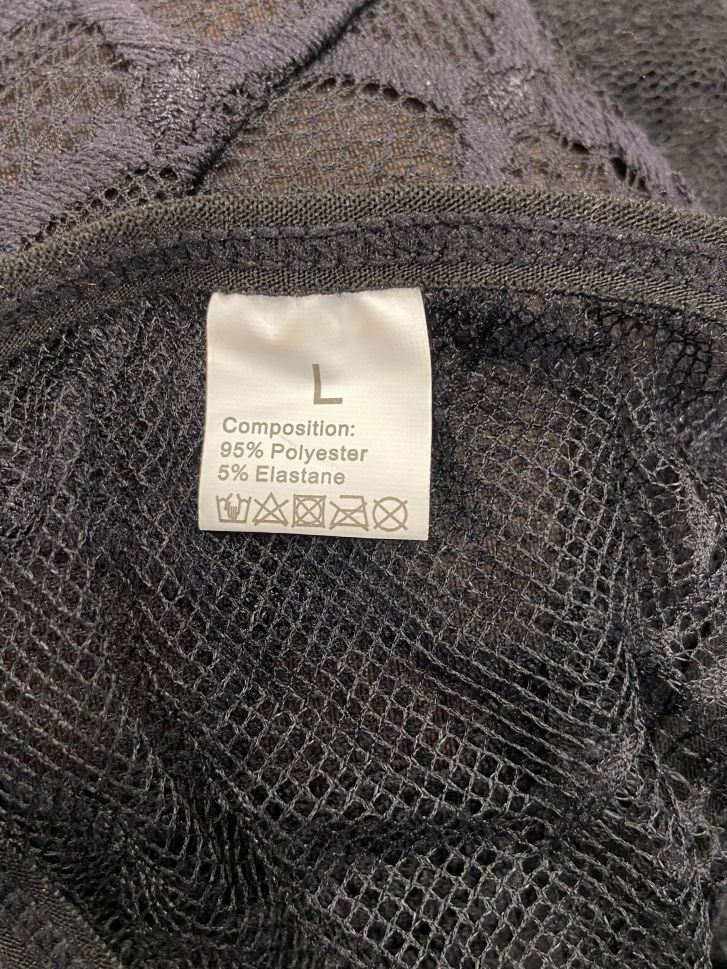 L
Composition:
95% Polyester
5% Elastane